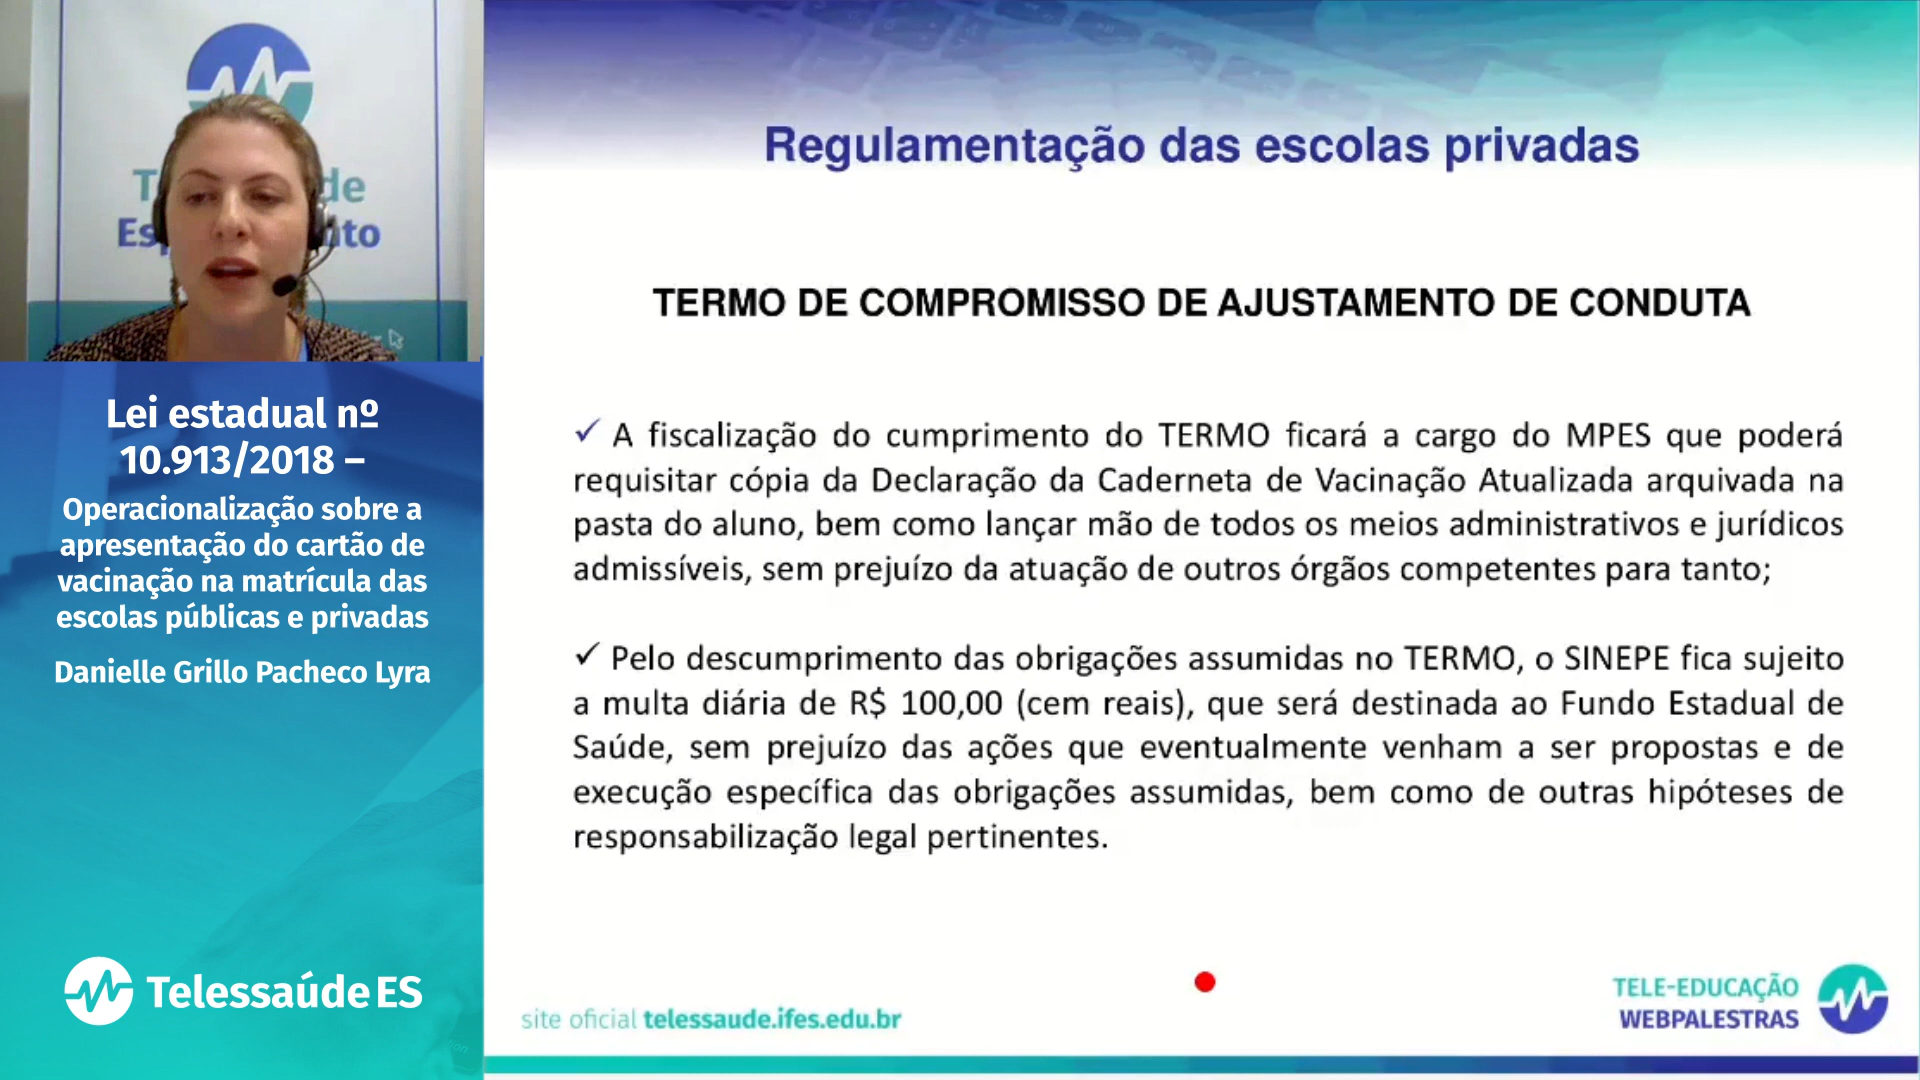 Lei estadual nº
10.913/2018 –
Operacionalização sobre a
apresentação do cartão de
vacinação na matrícula das
escolas públicas e privadas
Danielle Grillo Pacheco Lyra
TelessaúdeES
Regulamentação das escolas privadas
TERMO DE COMPROMISSO DE AJUSTAMENTO DE CONDUTA
✓ A fiscalização do cumprimento do TERMO ficará a cargo do MPES que poderá
requisitar cópia da Declaração da Caderneta de Vacinação Atualizada arquivada na
pasta do aluno, bem como lançar mão de todos os meios administrativos e jurídicos
admissíveis, sem prejuízo da atuação de outros órgãos competentes para tanto;
✓ Pelo descumprimento das obrigações assumidas no TERMO, o SINEPE fica sujeito
a multa diária de R$ 100,00 (cem reais), que será destinada ao Fundo Estadual de
Saúde, sem prejuízo das ações que eventualmente venham a ser propostas e de
execução específica das obrigações assumidas, bem como de outras hipóteses de
responsabilização legal pertinentes.
site oficial telessaude.ifes.edu.br
TELE-EDUCAÇÃO
WEBPALESTRAS